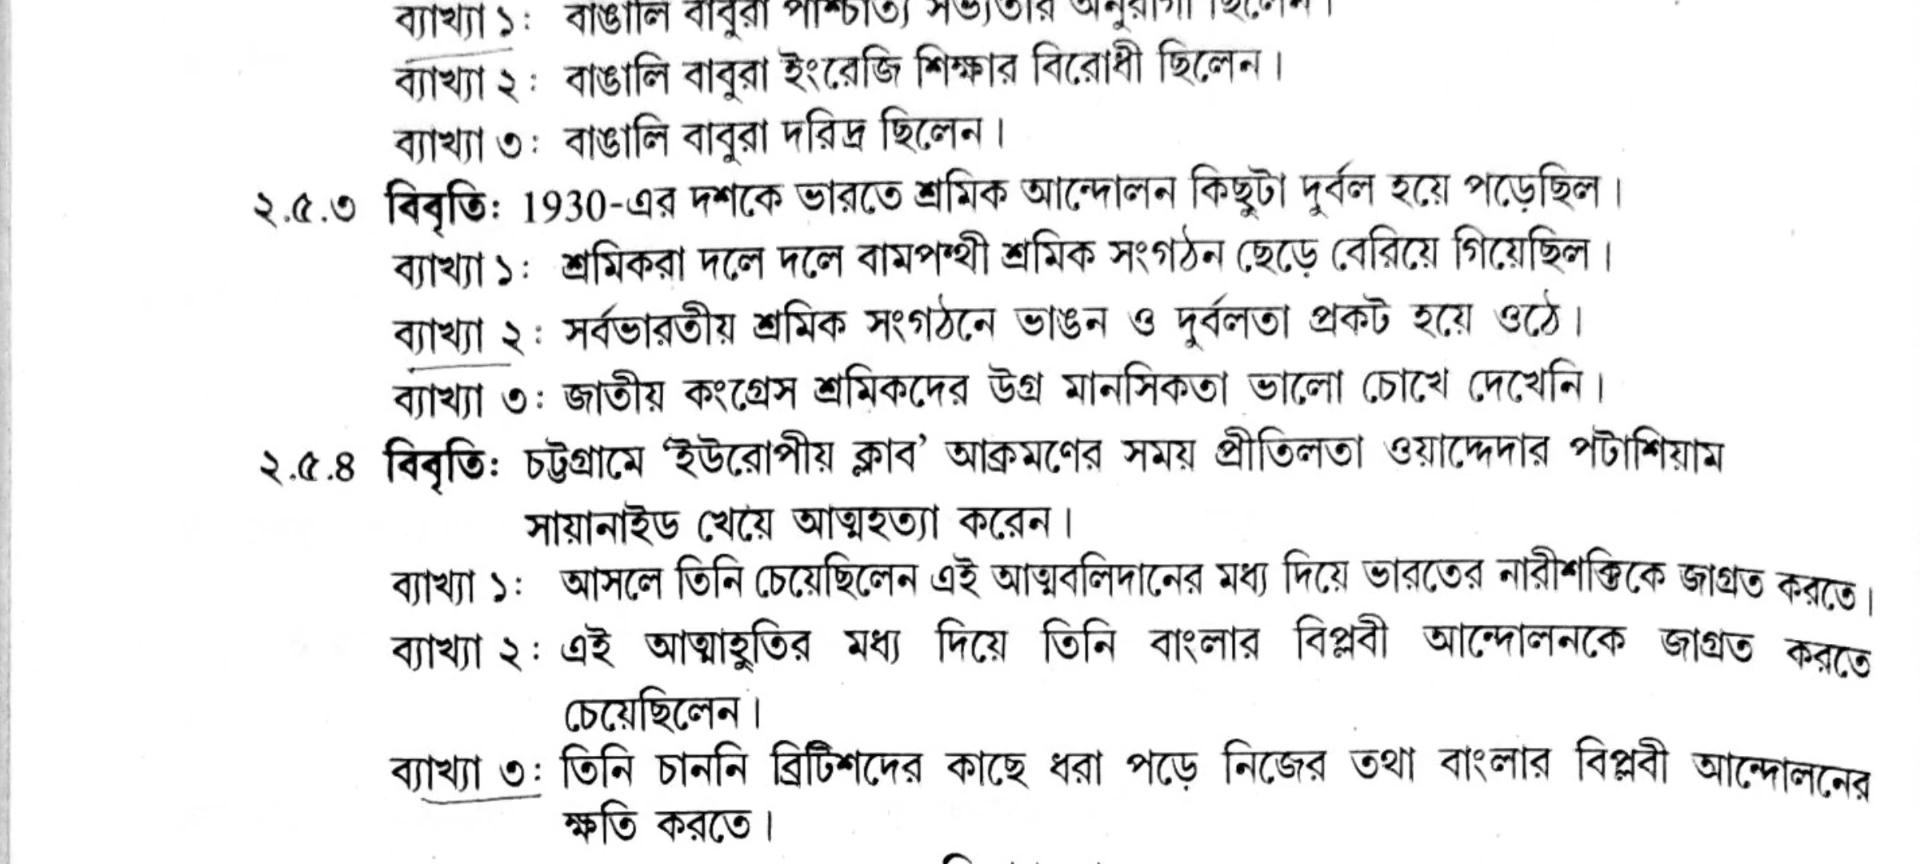 ব্যাখ্যা ১: বাঙালি বাবুরা পাশ্চাত্য সভ্যতার অনুরাগী ছিলেন।
ব্যাখ্যা ২: বাঙালি বাবুরা ইংরেজি শিক্ষার বিরোধী ছিলেন।
ব্যাখ্যা ৩: বাঙালি বাবুরা দরিদ্র ছিলেন।
২.৫.৩ বিবৃতি: 1930-এর দশকে ভারতে শ্রমিক আন্দোলন কিছুটা দুর্বল হয়ে পড়েছিল।
ব্যাখ্যা ১: শ্রমিকরা দলে দলে বামপন্থী শ্রমিক সংগঠন ছেড়ে বেরিয়ে গিয়েছিল।
ব্যাখ্যা ২: সর্বভারতীয় শ্রমিক সংগঠনে ভাঙন ও দুর্বলতা প্রকট হয়ে ওঠে।
ব্যাখ্যা ৩: জাতীয় কংগ্রেস শ্রমিকদের উগ্র মানসিকতা ভালো চোখে দেখেনি।
২.৫.৪ বিবৃতি: চট্টগ্রামে ‘ইউরোপীয় ক্লাব’ আক্রমণের সময় প্রীতিলতা ওয়াদ্দেদার পটাশিয়াম
সায়ানাইড খেয়ে আত্মহত্যা করেন।
ব্যাখ্যা ১: আসলে তিনি চেয়েছিলেন এই আত্মবলিদানের মধ্য দিয়ে ভারতের নারীশক্তিকে জাগ্রত করতে।
ব্যাখ্যা ২: এই আত্মাহুতির মধ্য দিয়ে তিনি বাংলার বিপ্লবী আন্দোলনকে জাগ্রত করতে
চেয়েছিলেন।
ব্যাখ্যা ৩: তিনি চাননি ব্রিটিশদের কাছে ধরা পড়ে নিজের তথা বাংলার বিপ্লবী আন্দোলনের
ক্ষতি করতে।